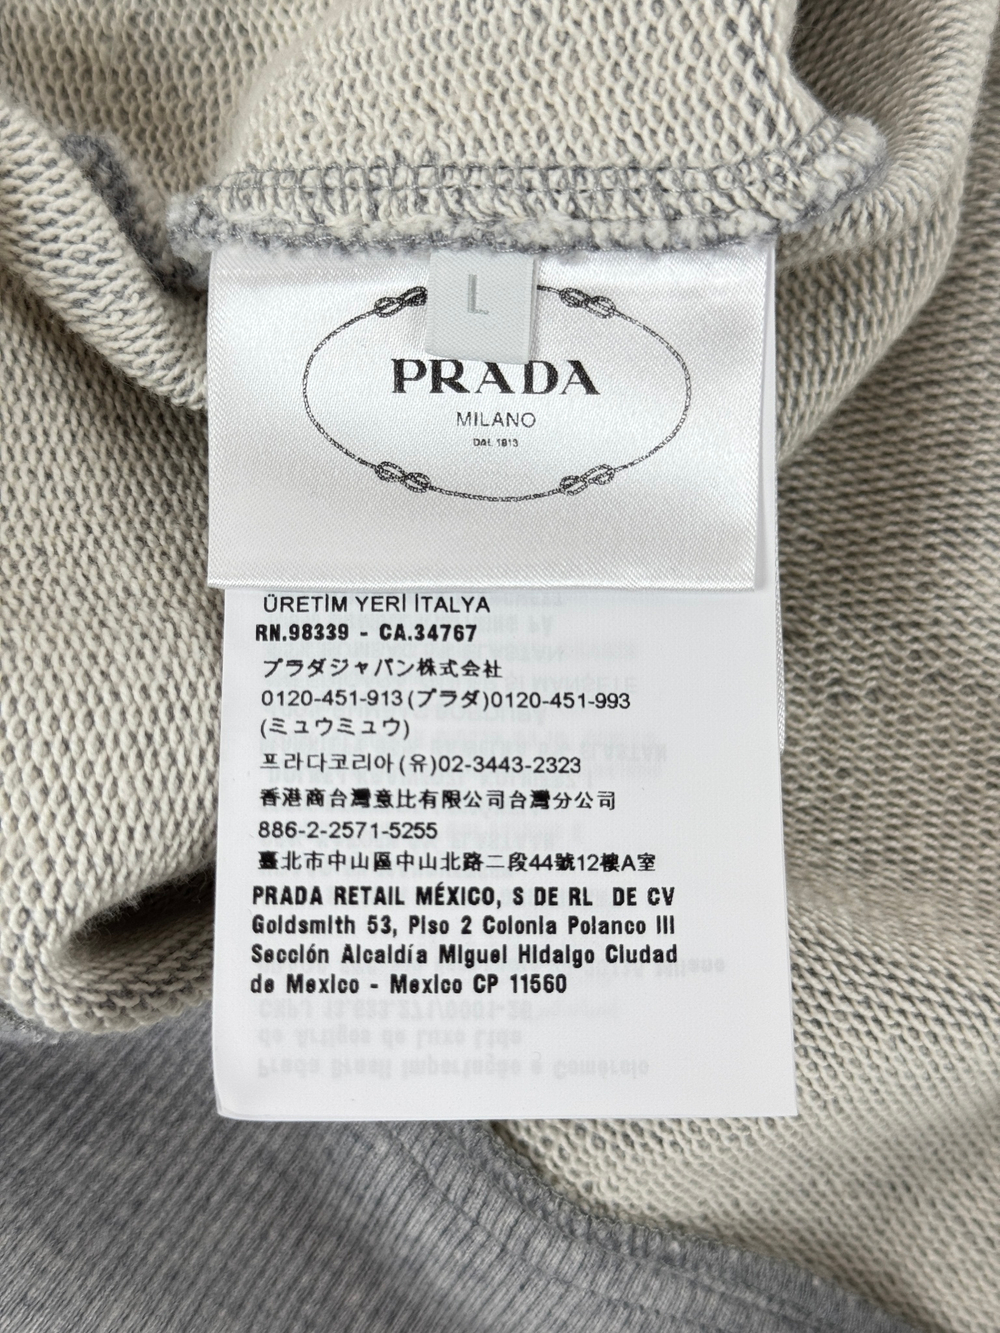 L
PRADA
MILANO
DAL 1913
ÜRETİM YERİ İTALYA
RN.98339 - CA.34767
プラダジャパン株式会社
0120-451-913(プラダ)0120-451-993
(ミュウミュウ)
프라다코리아(유)02-3443-2323
香港商台灣意比有限公司台灣分公司
886-2-2571-5255
臺北市中山區中山北路二段44號12樓A室
PRADA RETAIL MÉXICO, S DE RL DE CV
Goldsmith 53, Piso 2 Colonia Polanco III
Sección Alcaldía Miguel Hidalgo Ciudad
de Mexico - Mexico CP 11560